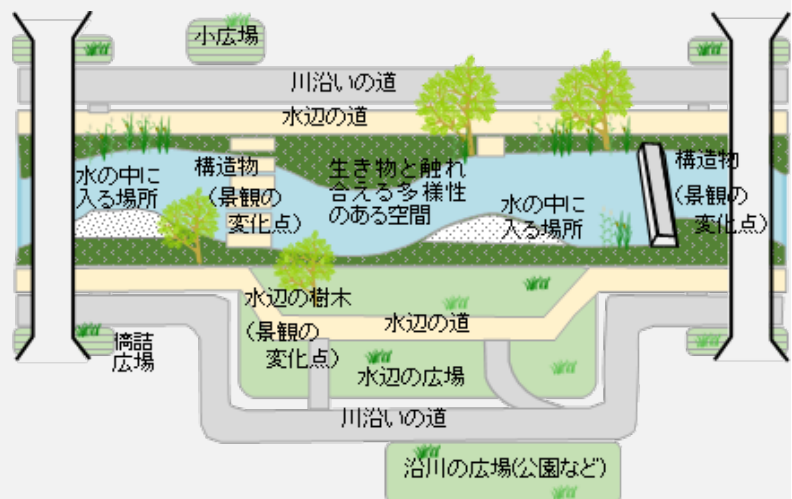 小広場
川沿いの道
水辺の道
水の中に
入る場所
構造物
(景観の
変化点)
生き物と触れ
合える多様性
のある空間
水の中に
入る場所
構造物
(景観の
変化点)
水辺の樹木
(景観の
変化点)
水辺の道
橋詰
広場
水辺の広場
川沿いの道
沿川の広場(公園など)